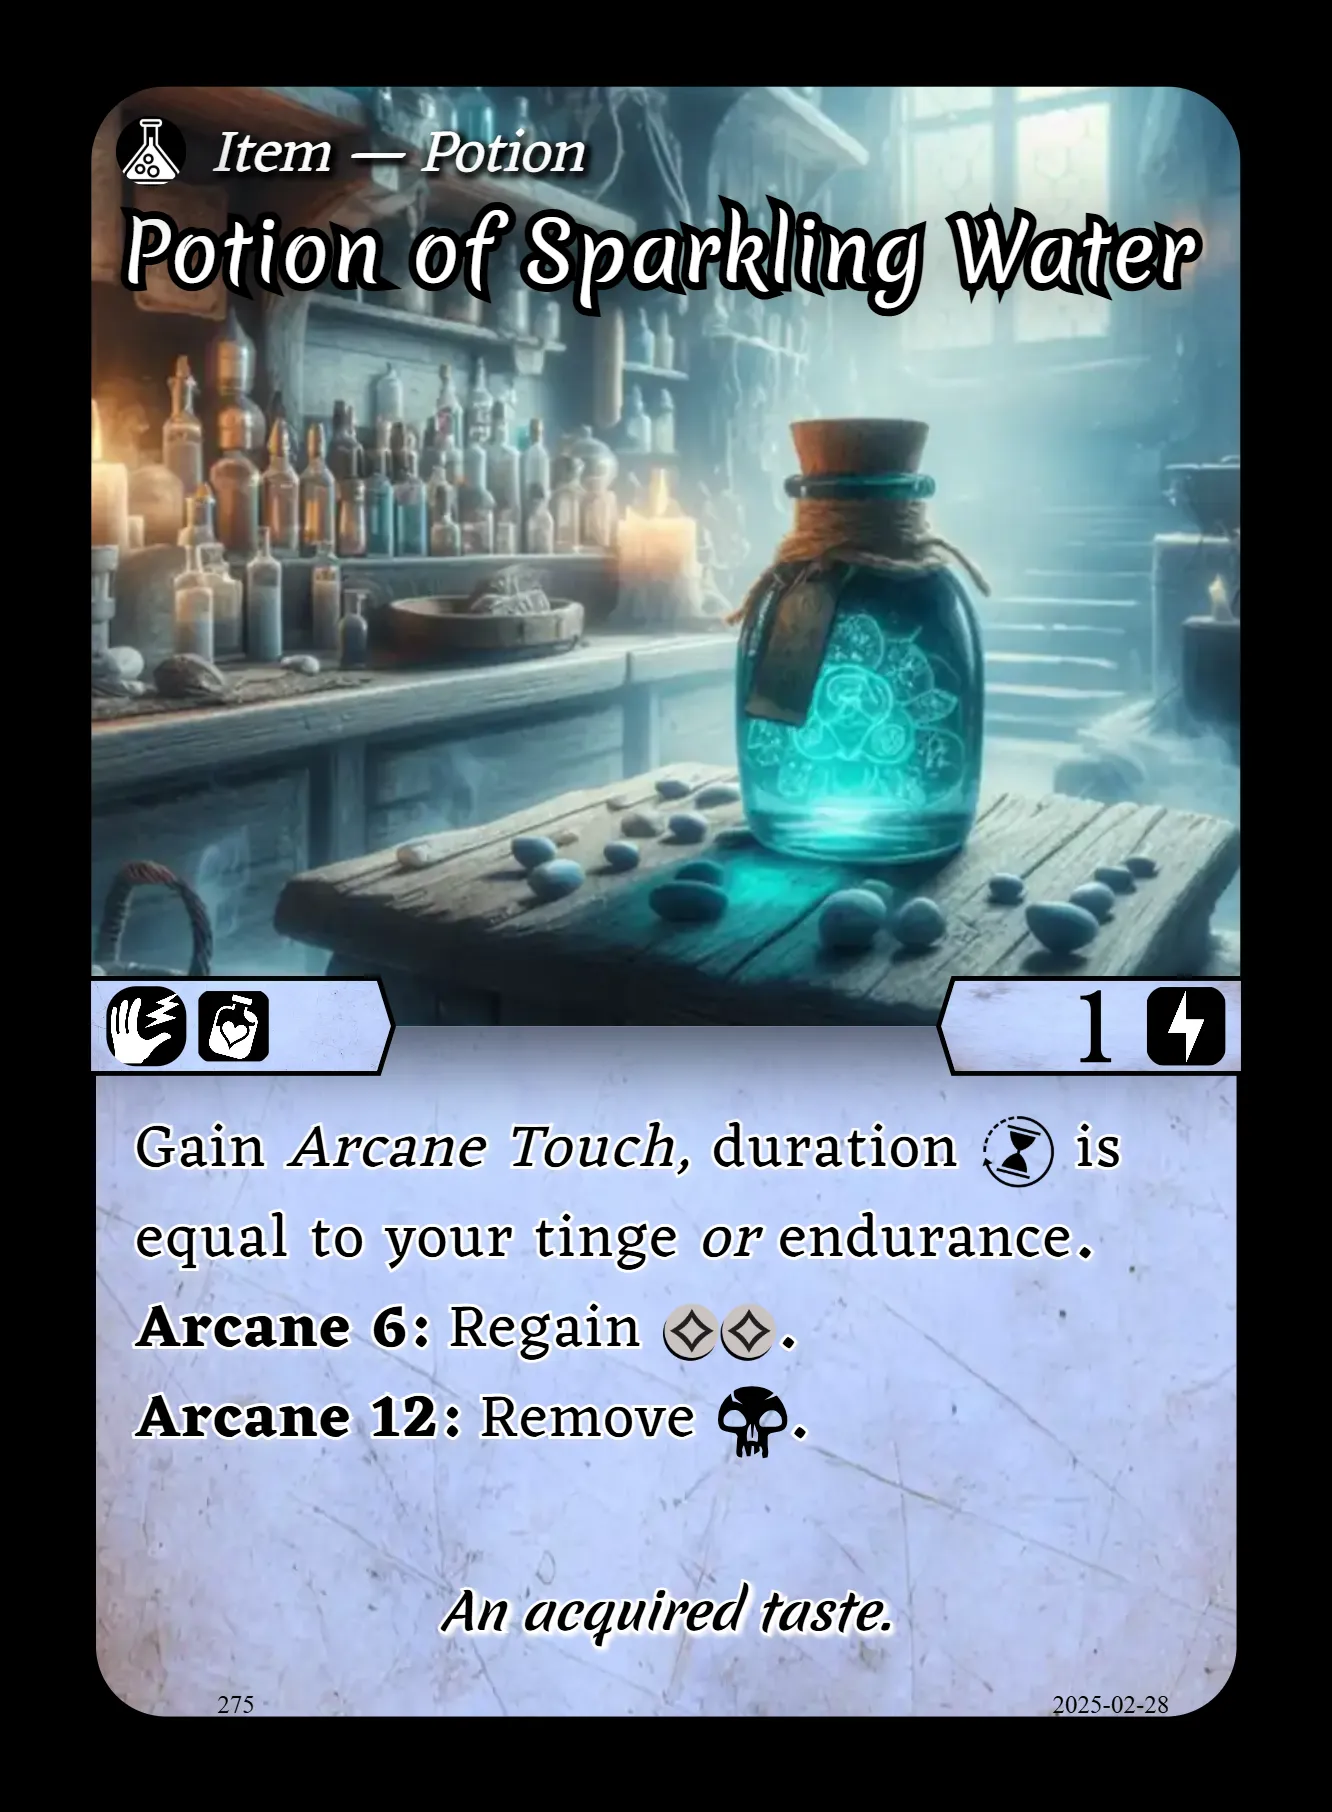 Item — Potion
Potion of Sparkling Water
1
Gain Arcane Touch, duration is
equal to your tinge or endurance.
Arcane 6: Regain .
Arcane 12: Remove .
An acquired taste.
275
2025-02-28